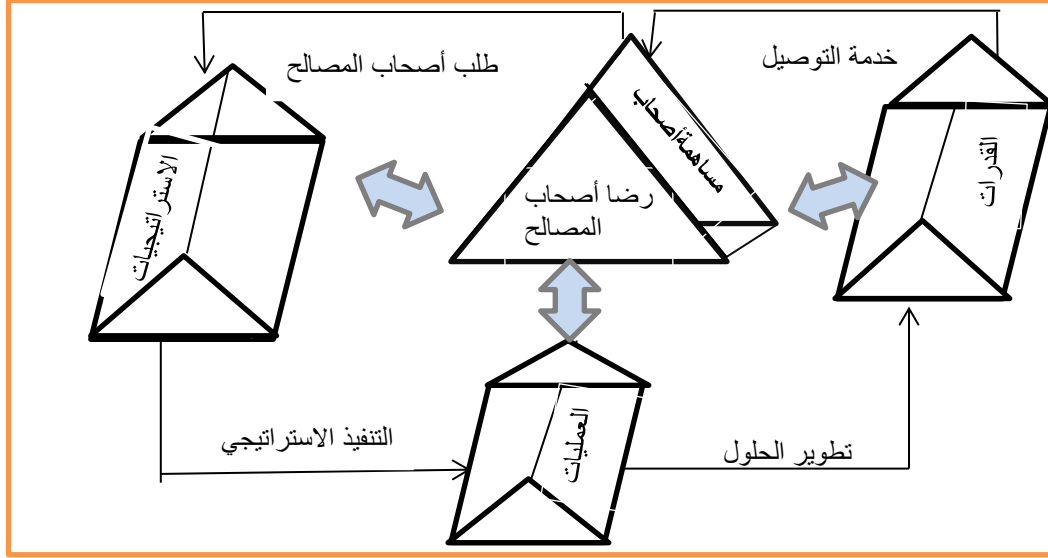 خدمة التوصيل
طلب أصحاب المصالح
القدرات
مساهمة أصحاب
رضا أصحاب
المصالح
الاستراتيجيات
العمليات
تطوير الحلول
التنفيذ الاستراتيجي